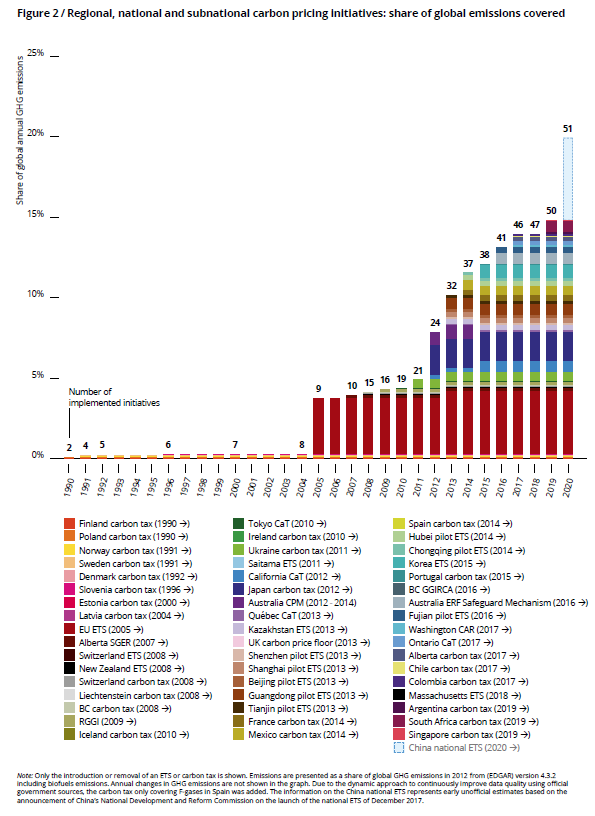 Figure 2 / Regional, national and subnational carbon pricing initiatives: share of global emissions covered
Share of global annual GHG emissions
25%
20%
15%
10%
5%
0%
Number of
implemented initiatives
2
4
5
6
7
8
9
10
15
16
19
21
24
32
37
38
41
46
47
50
51
1990
1991
1992
1993
1994
1995
1996
1997
1998
1999
2000
2001
2002
2003
2004
2005
2006
2007
2008
2009
2010
2011
2012
2013
2014
2015
2016
2017
2018
2019
2020
Finland carbon tax (1990 →)
Poland carbon tax (1990 →)
Norway carbon tax (1991 →)
Sweden carbon tax (1991 →)
Denmark carbon tax (1992 →)
Slovenia carbon tax (1996 →)
Estonia carbon tax (2000 →)
Latvia carbon tax (2004 →)
EU ETS (2005 →)
Alberta SGER (2007 →)
Switzerland ETS (2008 →)
New Zealand ETS (2008 →)
Switzerland carbon tax (2008 →)
Liechtenstein carbon tax (2008 →)
BC carbon tax (2008 →)
RGGI (2009 →)
Iceland carbon tax (2010 →)
Tokyo CaT (2010 →)
Ireland carbon tax (2010 →)
Ukraine carbon tax (2011 →)
Saitama ETS (2011 →)
California CaT (2012 →)
Japan carbon tax (2012 →)
Australia CPM (2012 - 2014)
Québec CaT (2013 →)
Kazakhstan ETS (2013 →)
UK carbon price floor (2013 →)
Shenzhen pilot ETS (2013 →)
Shanghai pilot ETS (2013 →)
Beijing pilot ETS (2013 →)
Guangdong pilot ETS (2013 →)
Tianjin pilot ETS (2013 →)
France carbon tax (2014 →)
Mexico carbon tax (2014 →)
Spain carbon tax (2014 →)
Hubei pilot ETS (2014 →)
Chongqing pilot ETS (2014 →)
Korea ETS (2015 →)
Portugal carbon tax (2015 →)
BC GGIRCA (2016 →)
Australia ERF Safeguard Mechanism (2016 →)
Fujian pilot ETS (2016 →)
Washington CAR (2017 →)
Ontario CaT (2017 →)
Alberta carbon tax (2017 →)
Chile carbon tax (2017 →)
Colombia carbon tax (2017 →)
Massachusetts ETS (2018 →)
Argentina carbon tax (2019 →)
South Africa carbon tax (2019 →)
Singapore carbon tax (2019 →)
China national ETS (2020 →)
Note: Only the introduction or removal of an ETS or carbon tax is shown. Emissions are presented as a share of global GHG emissions in 2012 from (EDGAR) version 4.3.2
including biofuels emissions. Annual changes in GHG emissions are not shown in the graph. Due to the dynamic approach to continuously improve data quality using official
government sources, the carbon tax only covering F-gases in Spain was added. The information on the China national ETS represents early unofficial estimates based on the
announcement of China's National Development and Reform Commission on the launch of the national ETS of December 2017.